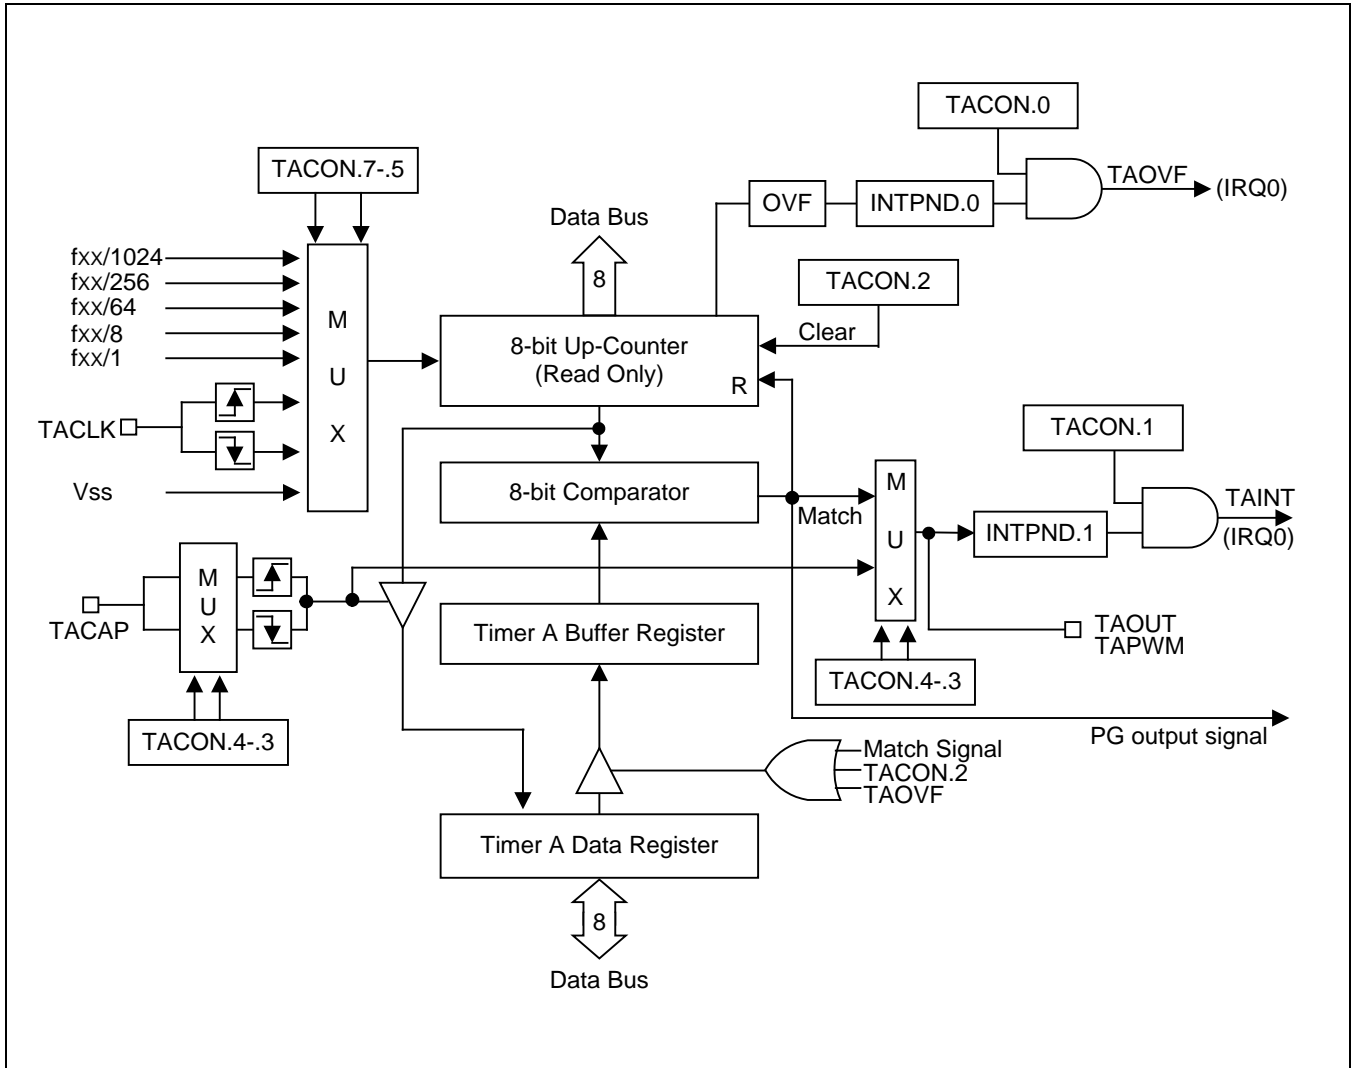 TACON.0
TACON.7-.5
TAOVF
(IRQ0)
OVF
INTPND.0
Data Bus
8
TACON.2
fxx/1024
fxx/256
fxx/64
fxx/8
fxx/1
M
U
X
8-bit Up-Counter
(Read Only)
R
Clear
TACLK
TACON.1
Vss
8-bit Comparator
Match
M
U
X
INTPND.1
TAINT
(IRQ0)
M
U
X
TACAP
Timer A Buffer Register
TAOUT
TAPWM
TACON.4-.3
TACON.4-.3
PG output signal
Match Signal
TACON.2
TAOVF
Timer A Data Register
8
Data Bus